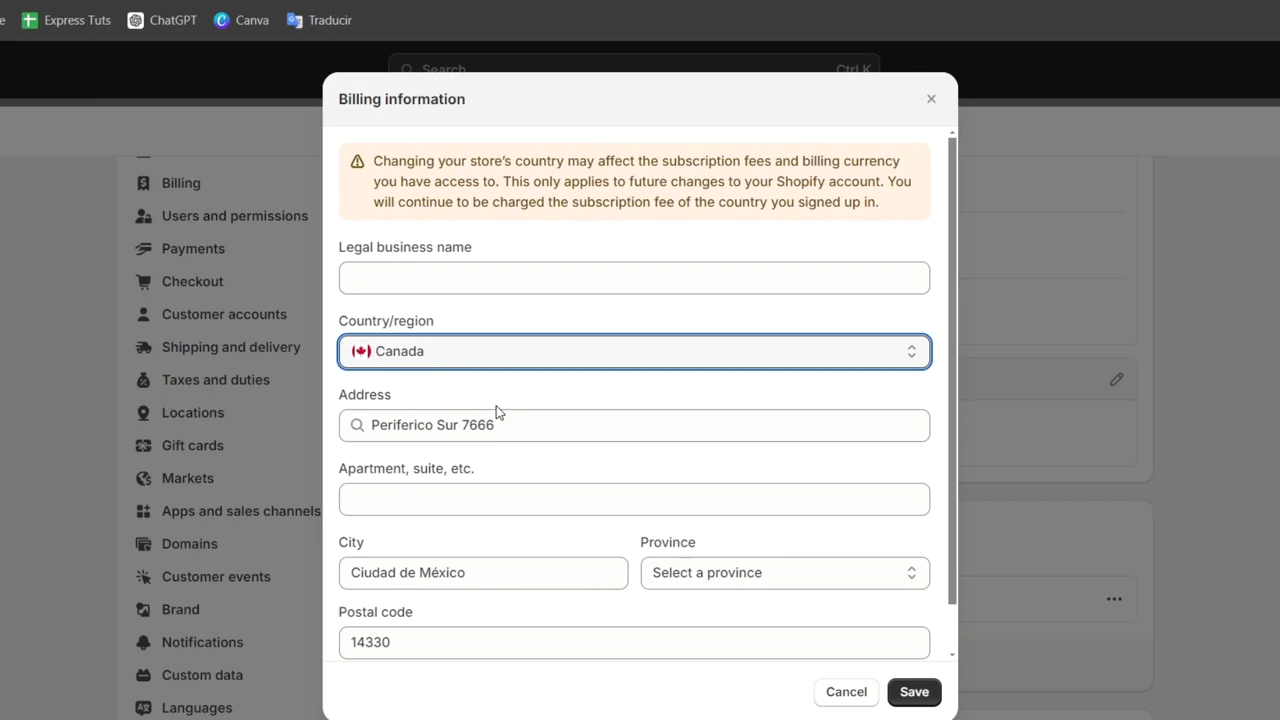 e
Express Tuts
ChatGPT
Canva
Traducir
Search
Ctrl K
Billing information
Changing your store's country may affect the subscription fees and billing currency
you have access to. This only applies to future changes to your Shopify account. You
will continue to be charged the subscription fee of the country you signed up in.
Billing
Users and permissions
Payments
Checkout
Customer accounts
Shipping and delivery
Taxes and duties
Locations
Gift cards
Markets
Apps and sales channels
Domains
Customer events
Brand
Notifications
Custom data
Languages
Legal business name
Country/region
Canada
Address
Periferico Sur 7666
Apartment, suite, etc.
City
Province
Ciudad de México
Select a province
Postal code
14330
Cancel
Save